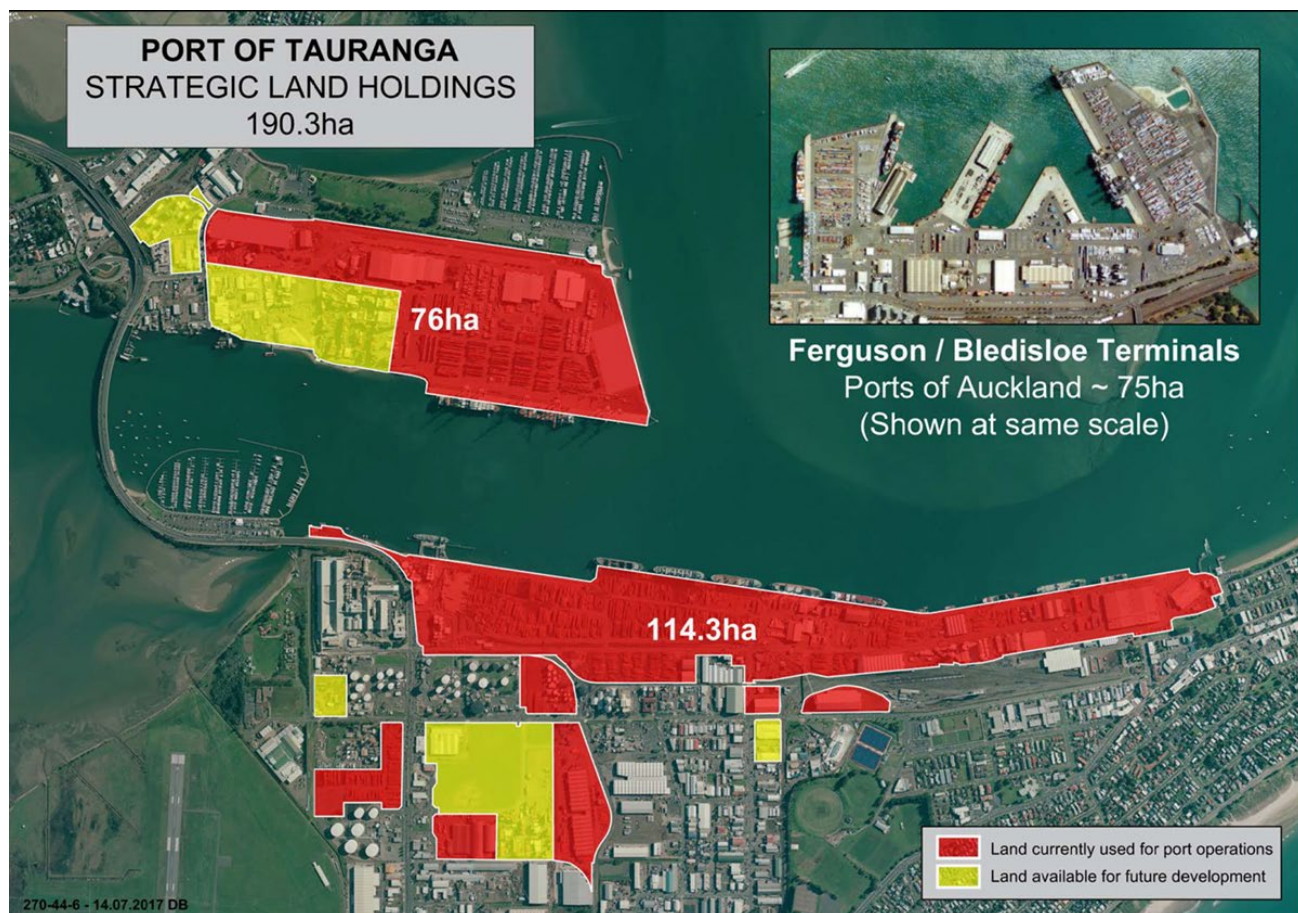 PORT OF TAURANGA
STRATEGIC LAND HOLDINGS
190.3ha
76ha
Ferguson / Bledisloe Terminals
Ports of Auckland ~ 75ha
(Shown at same scale)
114.3ha
Land currently used for port operations
Land available for future development
270-44-6 - 14.07.2017 DB